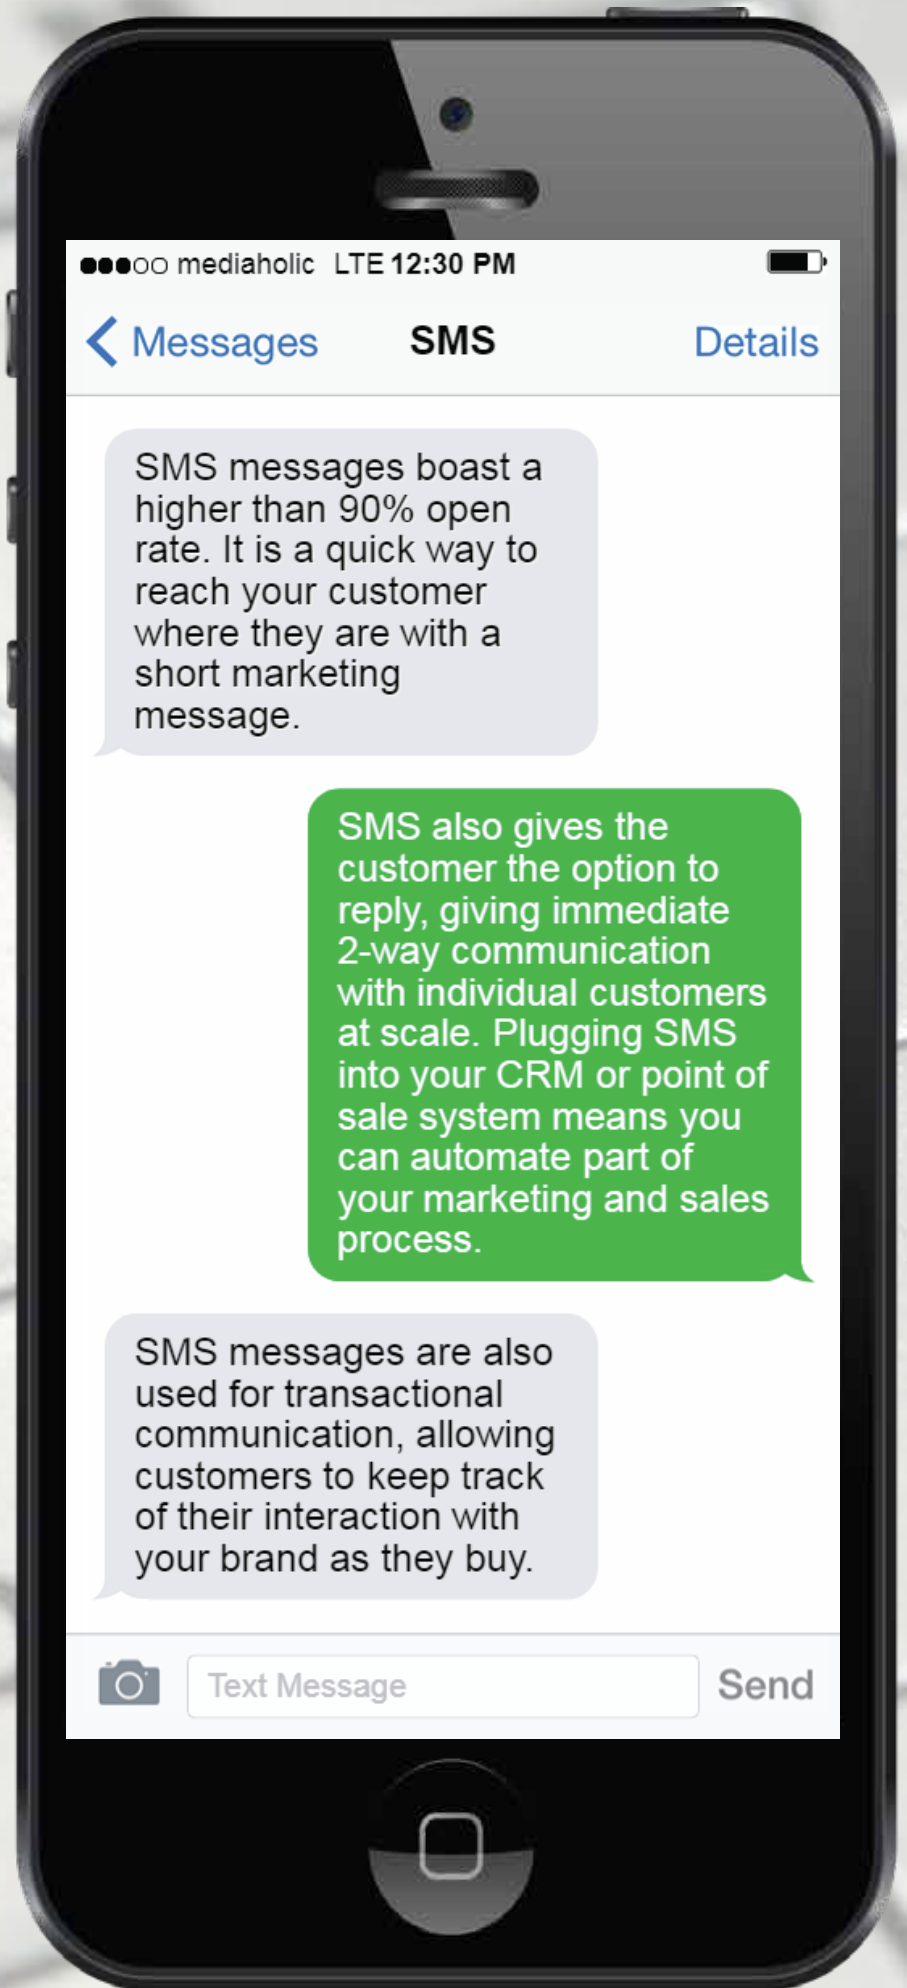 mediaholic LTE 12:30 PM
Messages SMS Details
SMS messages boast a
higher than 90% open
rate. It is a quick way to
reach your customer
where they are with a
short marketing
message.
SMS also gives the
customer the option to
reply, giving immediate
2-way communication
with individual customers
at scale. Plugging SMS
into your CRM or point of
sale system means you
can automate part of
your marketing and sales
process.
SMS messages are also
used for transactional
communication, allowing
customers to keep track
of their interaction with
your brand as they buy.
Text Message Send